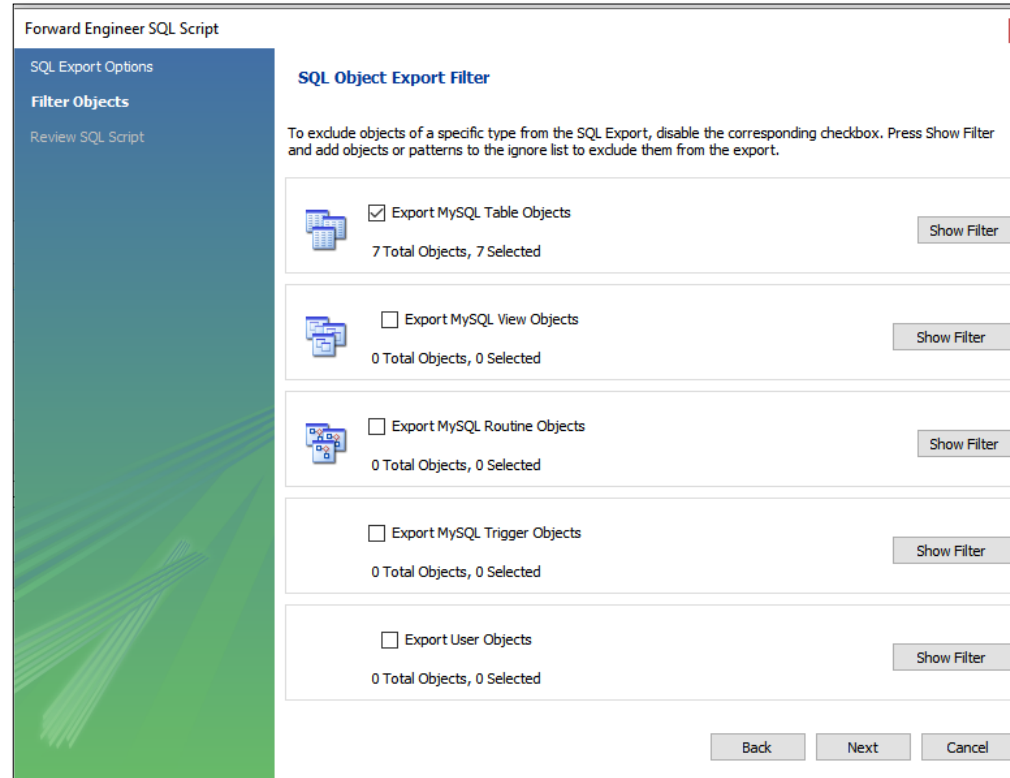 Forward Engineer SQL Script
SQL Export Options
Filter Objects
Review SQL Script
SQL Object Export Filter
To exclude objects of a specific type from the SQL Export, disable the corresponding checkbox. Press Show Filter
and add objects or patterns to the ignore list to exclude them from the export.
Export MySQL Table Objects
7 Total Objects, 7 Selected
Show Filter
Export MySQL View Objects
0 Total Objects, 0 Selected
Show Filter
Export MySQL Routine Objects
0 Total Objects, 0 Selected
Show Filter
Export MySQL Trigger Objects
0 Total Objects, 0 Selected
Show Filter
Export User Objects
0 Total Objects, 0 Selected
Show Filter
Back Next Cancel